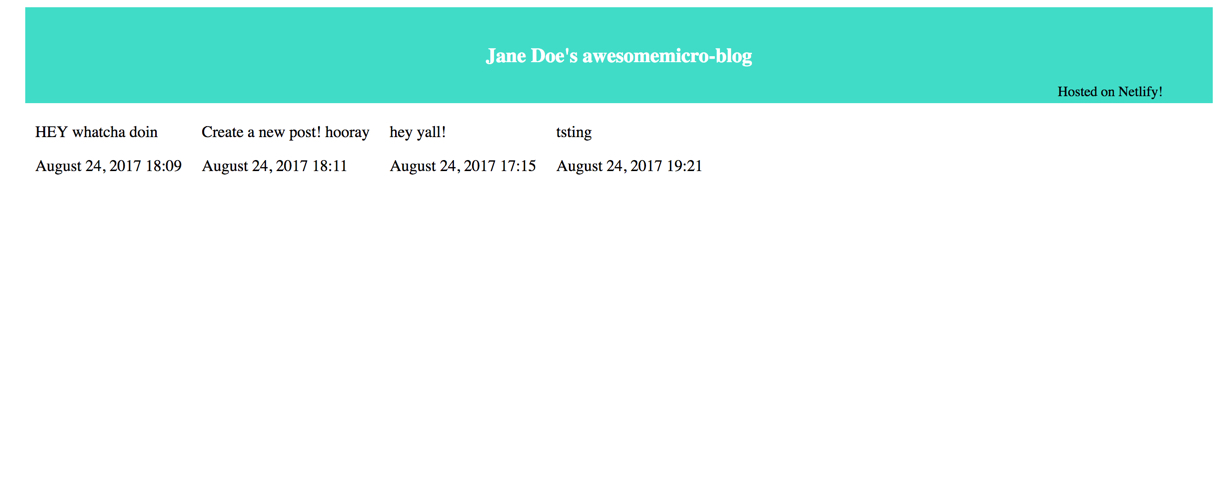 Jane Doe's awesomemicro-blog
Hosted on Netlify!
HEY whatcha doin
August 24, 2017 18:09
Create a new post! hooray
August 24, 2017 18:11
hey yall!
August 24, 2017 17:15
tsting
August 24, 2017 19:21